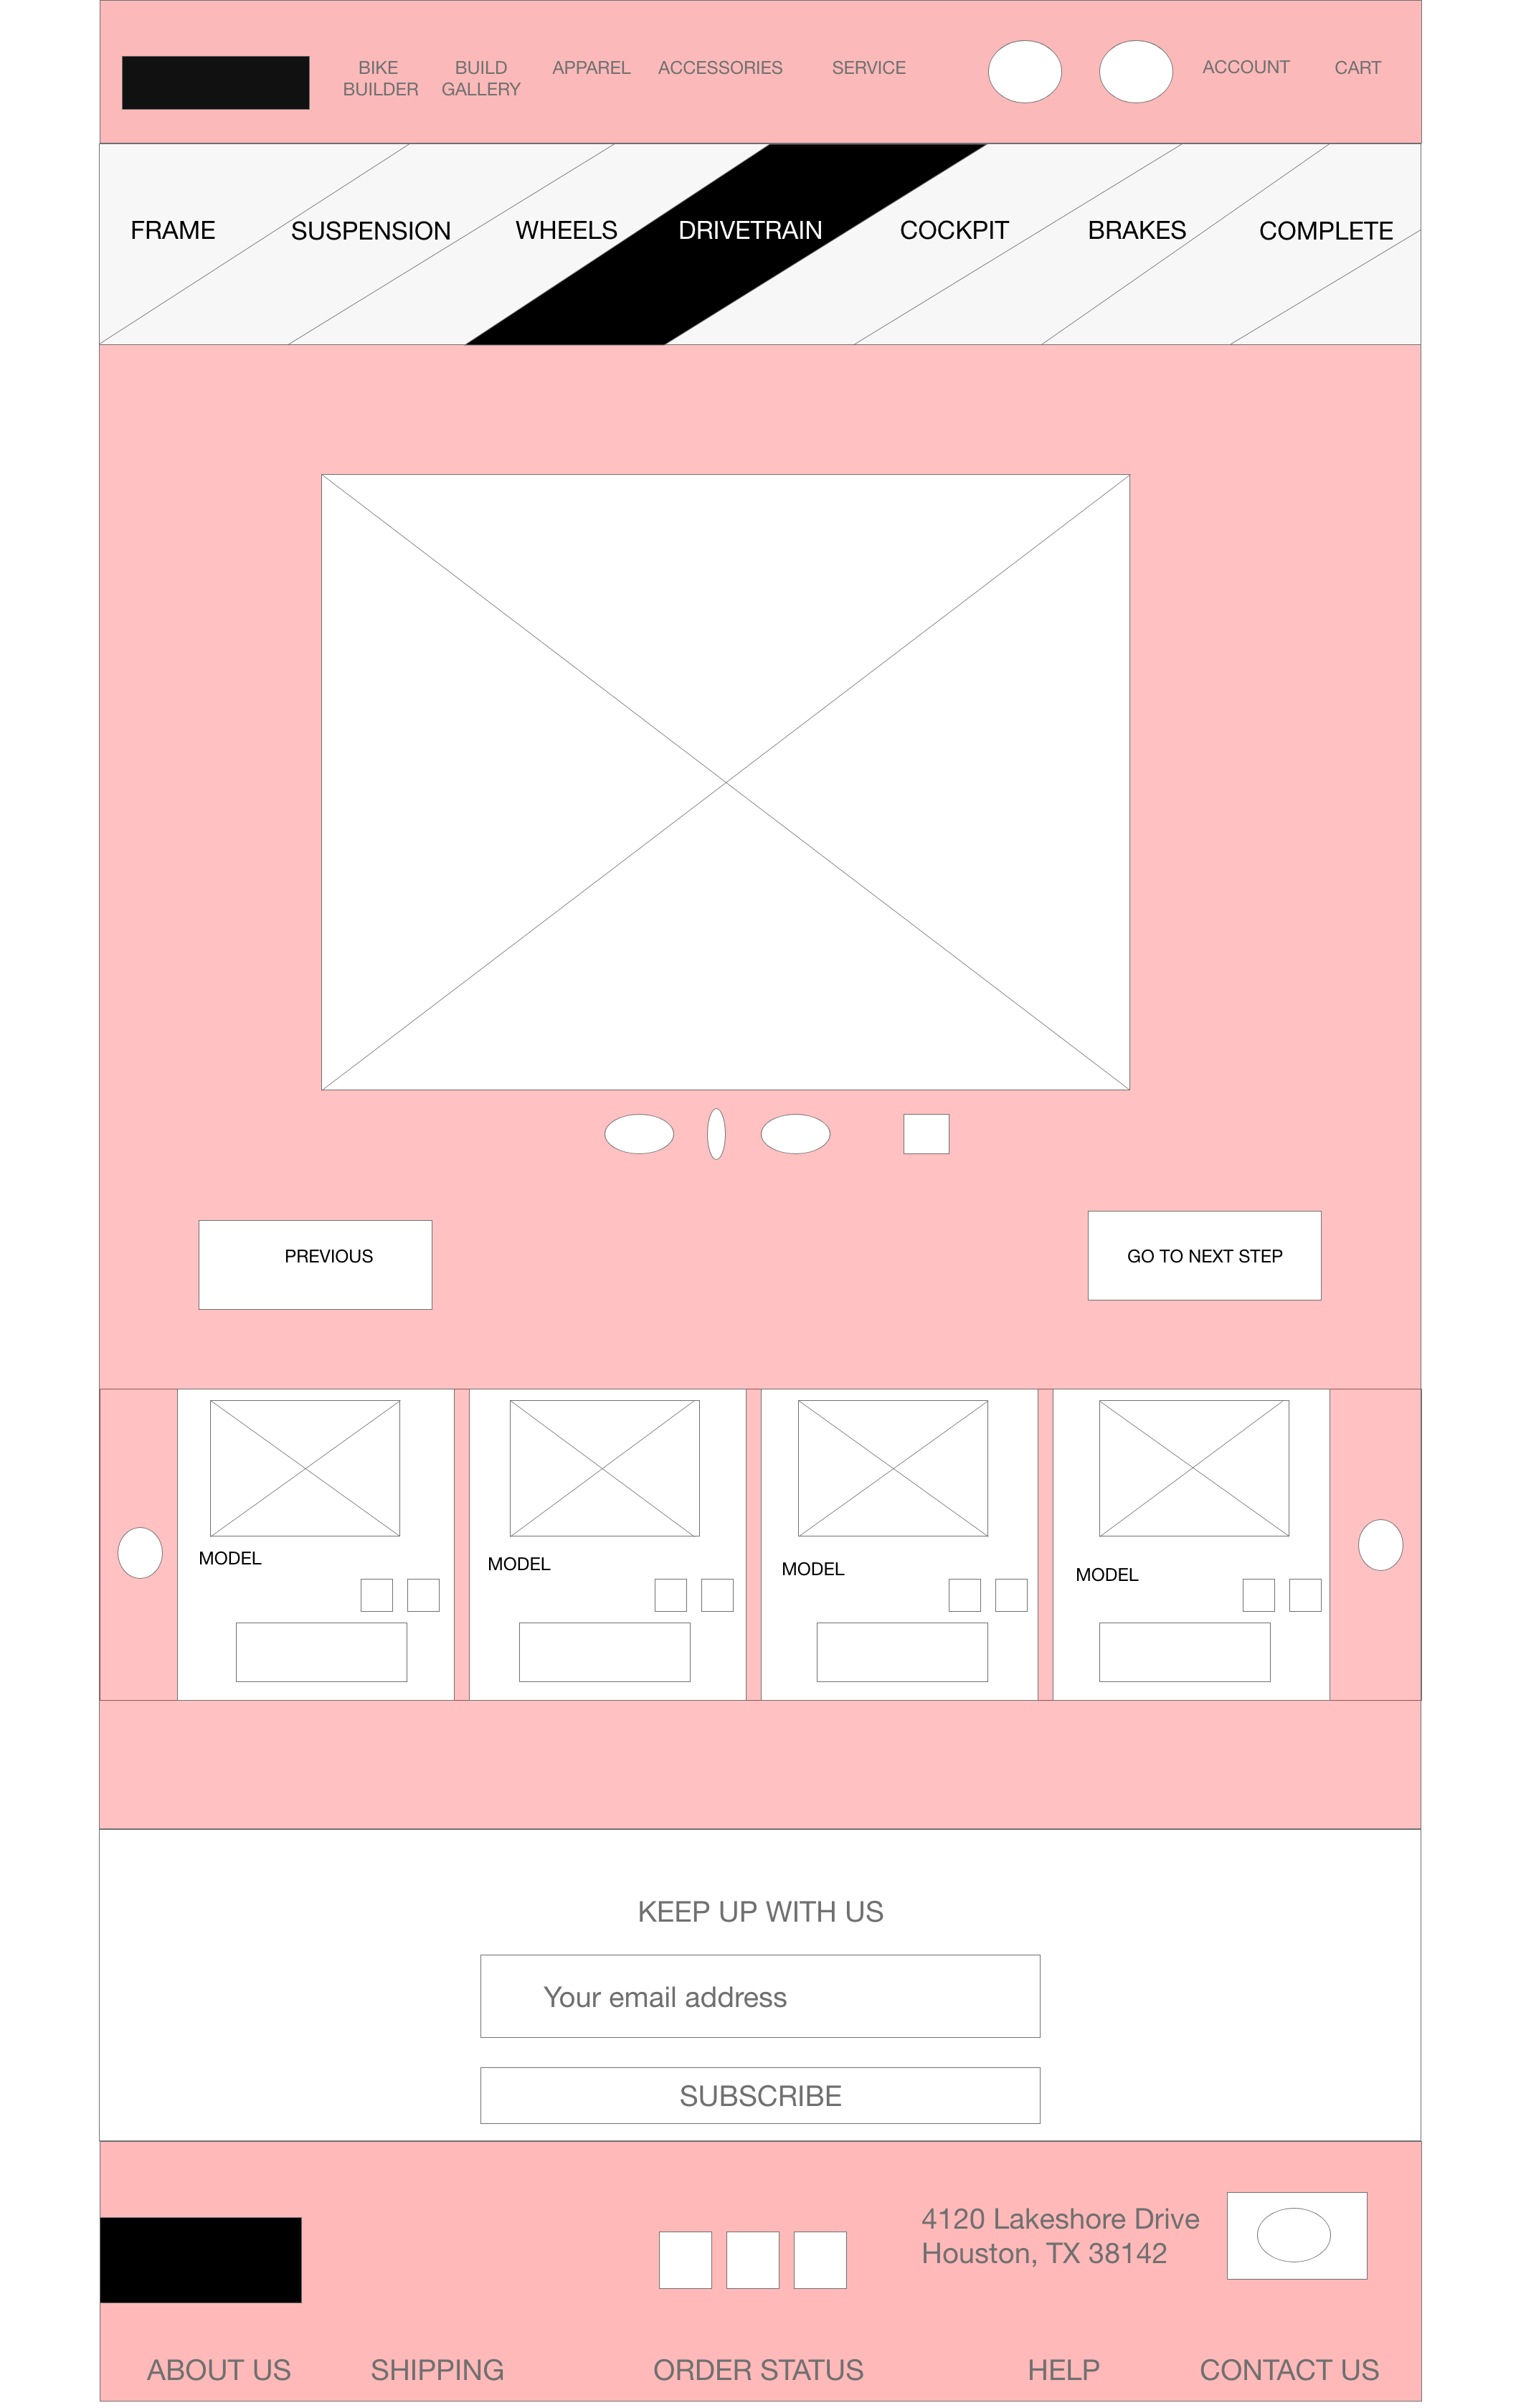 BIKE
BUILDER
BUILD
GALLERY
APPAREL
ACCESSORIES
SERVICE
ACCOUNT
CART
FRAME
SUSPENSION
WHEELS
DRIVETRAIN
COCKPIT
BRAKES
COMPLETE
PREVIOUS
GO TO NEXT STEP
MODEL
MODEL
MODEL
MODEL
KEEP UP WITH US
Your email address
SUBSCRIBE
4120 Lakeshore Drive
Houston, TX 38142
ABOUT US
SHIPPING
ORDER STATUS
HELP
CONTACT US